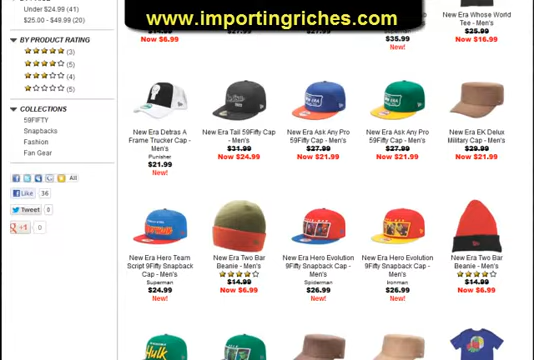 www.importingriches.com
Under $24.99 (41)
$25.00 - $49.99 (20)
BY PRODUCT RATING
(3)
(5)
(4)
(5)
COLLECTIONS
59FIFTY
Snapbacks
Fashion
Fan Gear
All
Like 36
Tweet 0
+1 0
Now $6.99
$35.99
New!
New Era Whose World
Tee - Men's
$25.99
Now $16.99
New Era Defras A
Frame Trucker Cap -
Men's
Punisher
$21.99
New!
New Era Tall 59Fifty Cap
- Men's
$31.99
Now $24.99
New Era Ask Any Pro
59Fifty Cap - Men's
$27.99
Now $21.99
New Era Ask Any Pro
59Fifty Cap - Men's
$27.99
Now $21.99
New Era EK Delux
Military Cap - Men's
$29.99
Now $21.99
New Era Hero Team
Script 9Fifty Snapback
Cap - Men's
Superman
$24.99
New!
New Era Two Bar
Beanie - Men's
$14.99
Now $6.99
New Era Hero Evolution
9Fifty Snapback Cap -
Men's
Spiderman
$26.99
New!
New Era Hero Evolution
9Fifty Snapback Cap -
Men's
Ironman
$26.99
New!
New Era Two Bar
Beanie - Men's
$14.99
Now $6.99